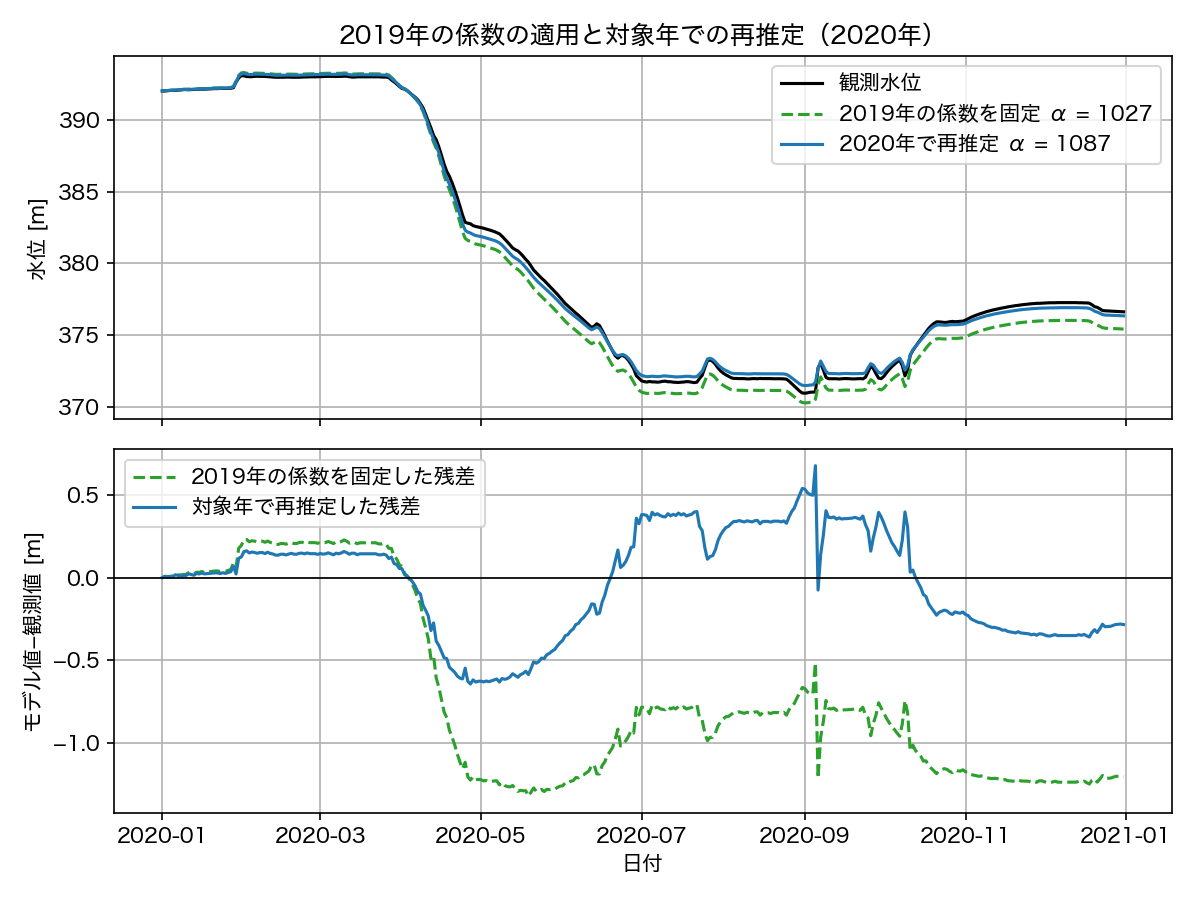 2019年の係数の適用と対象年での再推定（2020年）
観測水位
2019年の係数を固定 α = 1027
2020年で再推定 α = 1087
390
385
380
375
370
水位 [m]
2019年の係数を固定した残差
対象年で再推定した残差
0.5
0.0
−0.5
−1.0
モデル値−観測値 [m]
2020-01 2020-03 2020-05 2020-07 2020-09 2020-11 2021-01
日付